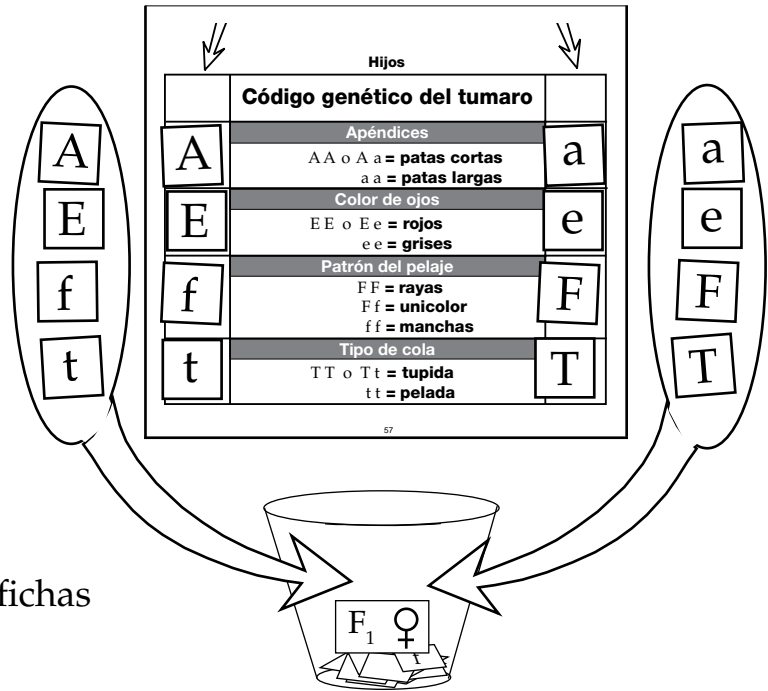 Hijos
Código genético del tumaro
Apéndices
A A o A a = patas cortas
a a = patas largas
Color de ojos
E E o E e = rojos
e e = grises
Patrón del pelaje
F F = rayas
F f = unicolor
f f = manchas
Tipo de cola
T T o T t = tupida
t t = pelada
A
E
f
t
A
E
f
t
a
e
F
T
a
e
F
T
57
fichas
F₁ ♀
t